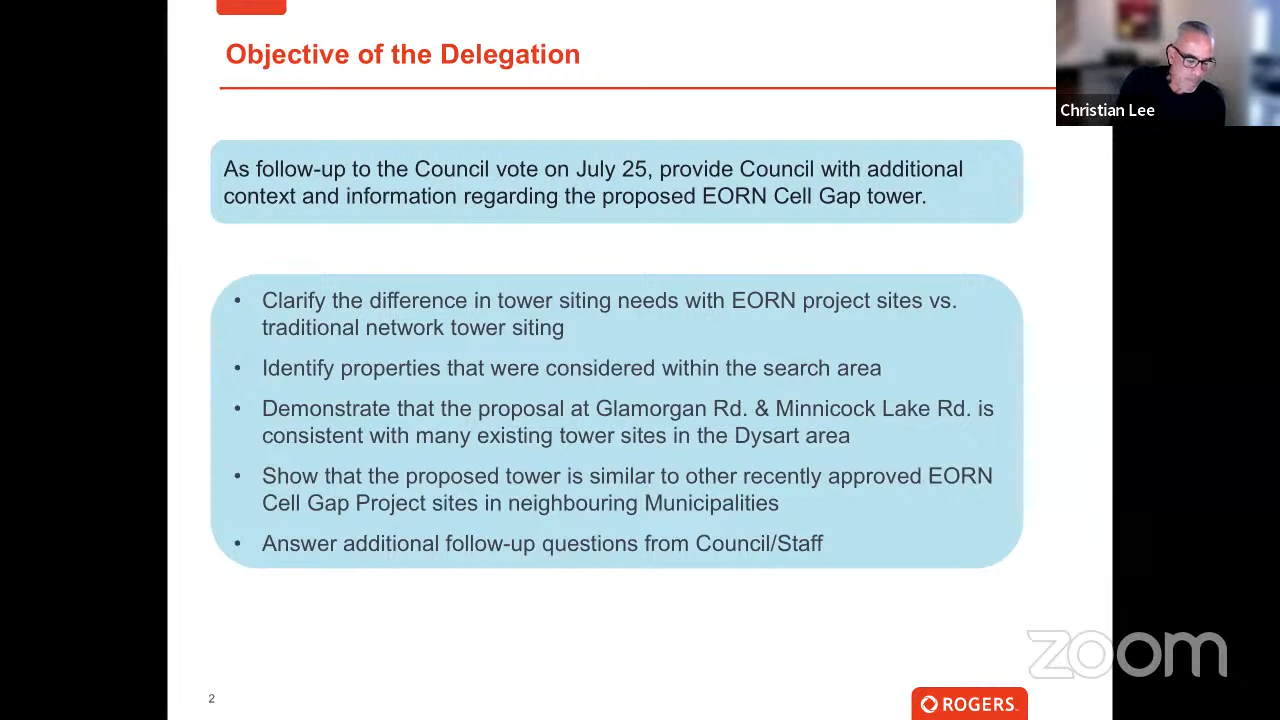 Objective of the Delegation
Christian Lee
As follow-up to the Council vote on July 25, provide Council with additional
context and information regarding the proposed EORN Cell Gap tower.
• Clarify the difference in tower siting needs with EORN project sites vs.
traditional network tower siting
• Identify properties that were considered within the search area
• Demonstrate that the proposal at Glamorgan Rd. & Minnicock Lake Rd. is
consistent with many existing tower sites in the Dysart area
• Show that the proposed tower is similar to other recently approved EORN
Cell Gap Project sites in neighbouring Municipalities
• Answer additional follow-up questions from Council/Staff
zoom
2
ROGERS